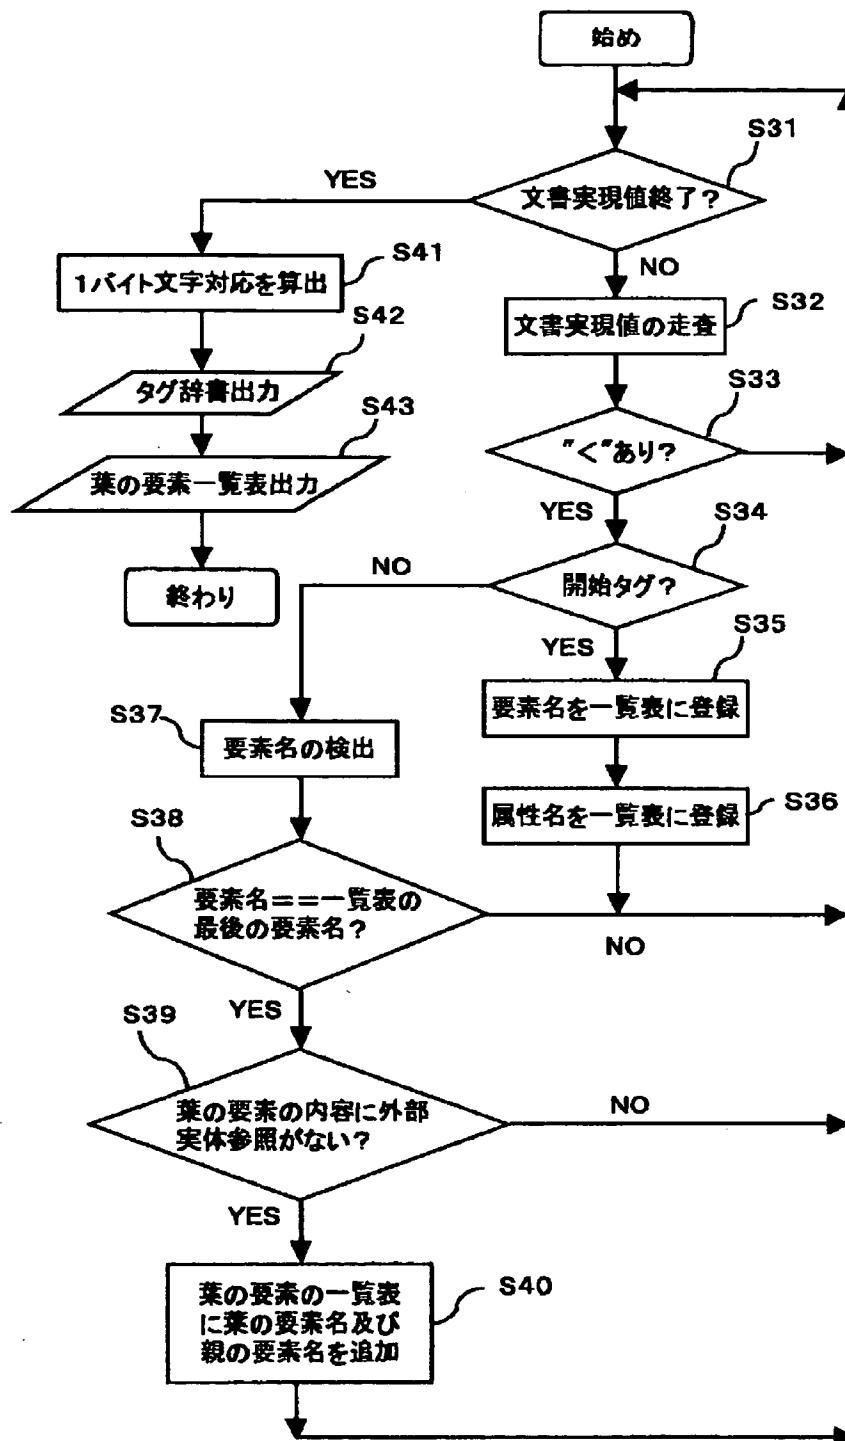 始め
S31
文書実現値終了?
YES
NO
S41
1バイト文字対応を算出
S32
文書実現値の走査
S42
タグ辞書出力
S33
"<"あり?
S43
葉の要素一覧表出力
YES
S34
開始タグ?
NO
終わり
YES
S35
要素名を一覧表に登録
S37
要素名の検出
S36
属性名を一覧表に登録
S38
要素名==一覧表の
最後の要素名?
NO
YES
S39
葉の要素の内容に外部
実体参照がない?
NO
YES
S40
葉の要素の一覧表
に葉の要素名及び
親の要素名を追加